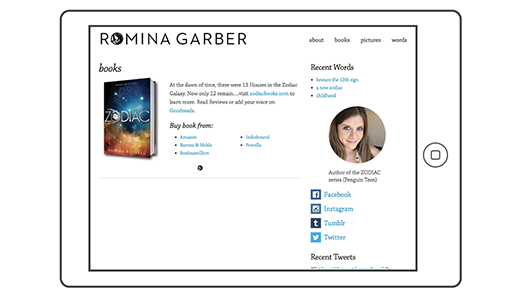 ROMINA GARBER
about books pictures words
books
ZODIAC
At the dawn of time, there were 13 Houses in the Zodiac
Galaxy. Now only 12 remain....visit zodiacbooks.com to
learn more. Read Reviews or add your voice on
Goodreads.
Buy book from:
Amazon
Barnes & Noble
Booksamillion
Indiebound
Powells
Recent Words
beware the 13th sign
a new zodiac
childhood
Author of the ZODIAC
series (Penguin Teen)
Facebook
Instagram
Tumblr
Twitter
Recent Tweets